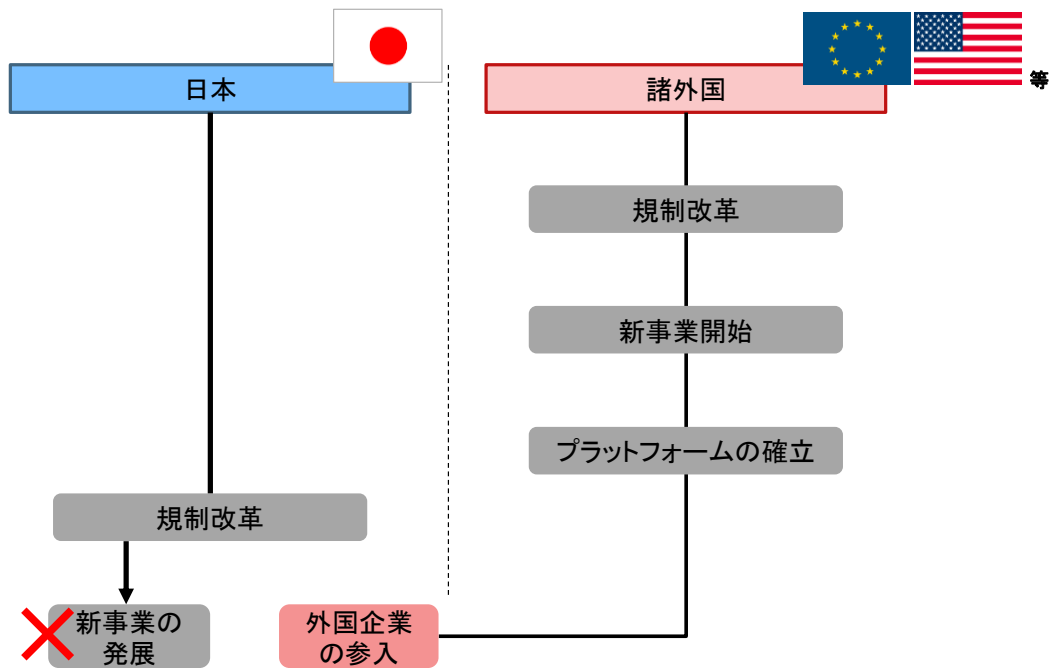 日本
諸外国
等
規制改革
新事業開始
プラットフォームの確立
規制改革
新事業の
発展
外国企業
の参入